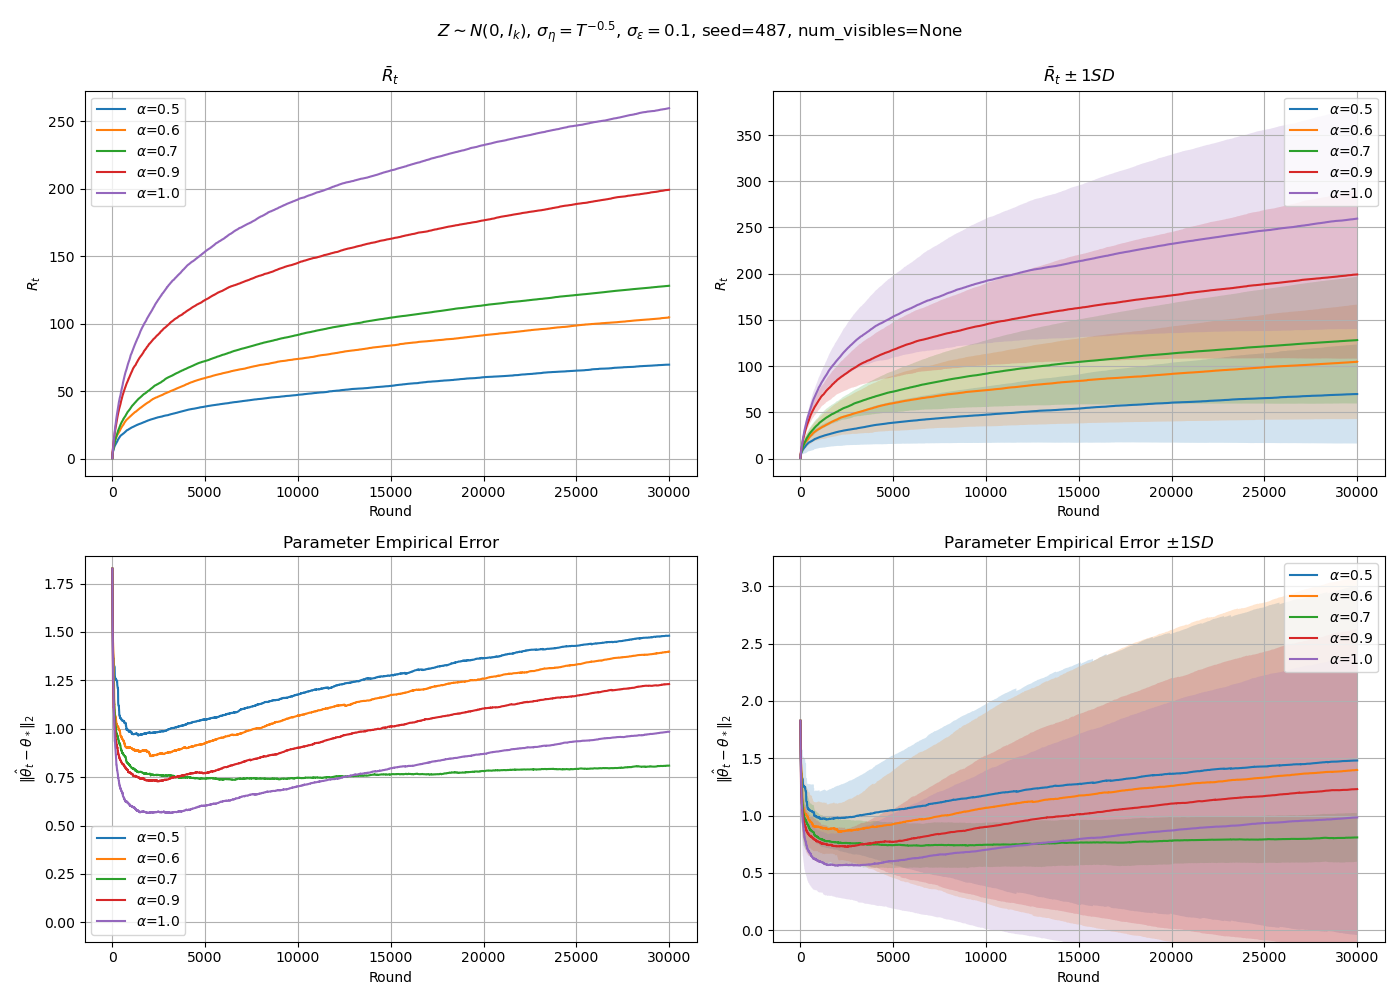 Z ∼ N(0, I_k), σ_η = T^{−0.5}, σ_ε = 0.1, seed=487, num_visibles=None
R̄_t
R_t
250
200
150
100
50
0
α=0.5
α=0.6
α=0.7
α=0.9
α=1.0
0 5000 10000 15000 20000 25000 30000
Round
R̄_t ± 1SD
R_t
350
300
250
200
150
100
50
0
α=0.5
α=0.6
α=0.7
α=0.9
α=1.0
0 5000 10000 15000 20000 25000 30000
Round
Parameter Empirical Error
‖θ̂_t − θ_*‖_2
1.75
1.50
1.25
1.00
0.75
0.50
0.25
0.00
α=0.5
α=0.6
α=0.7
α=0.9
α=1.0
0 5000 10000 15000 20000 25000 30000
Round
Parameter Empirical Error ±1SD
‖θ̂_t − θ_*‖_2
3.0
2.5
2.0
1.5
1.0
0.5
0.0
α=0.5
α=0.6
α=0.7
α=0.9
α=1.0
0 5000 10000 15000 20000 25000 30000
Round